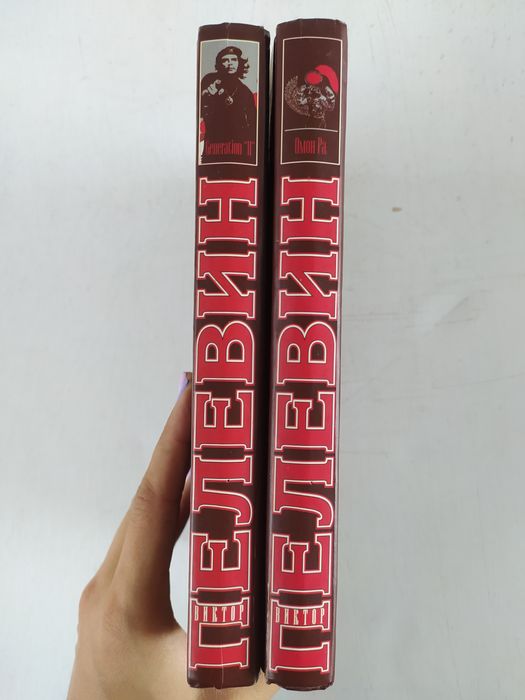 Generation "П"
ВИКТОР
ПЕЛЕВИН
Омон Ра
ВИКТОР
ПЕЛЕВИН